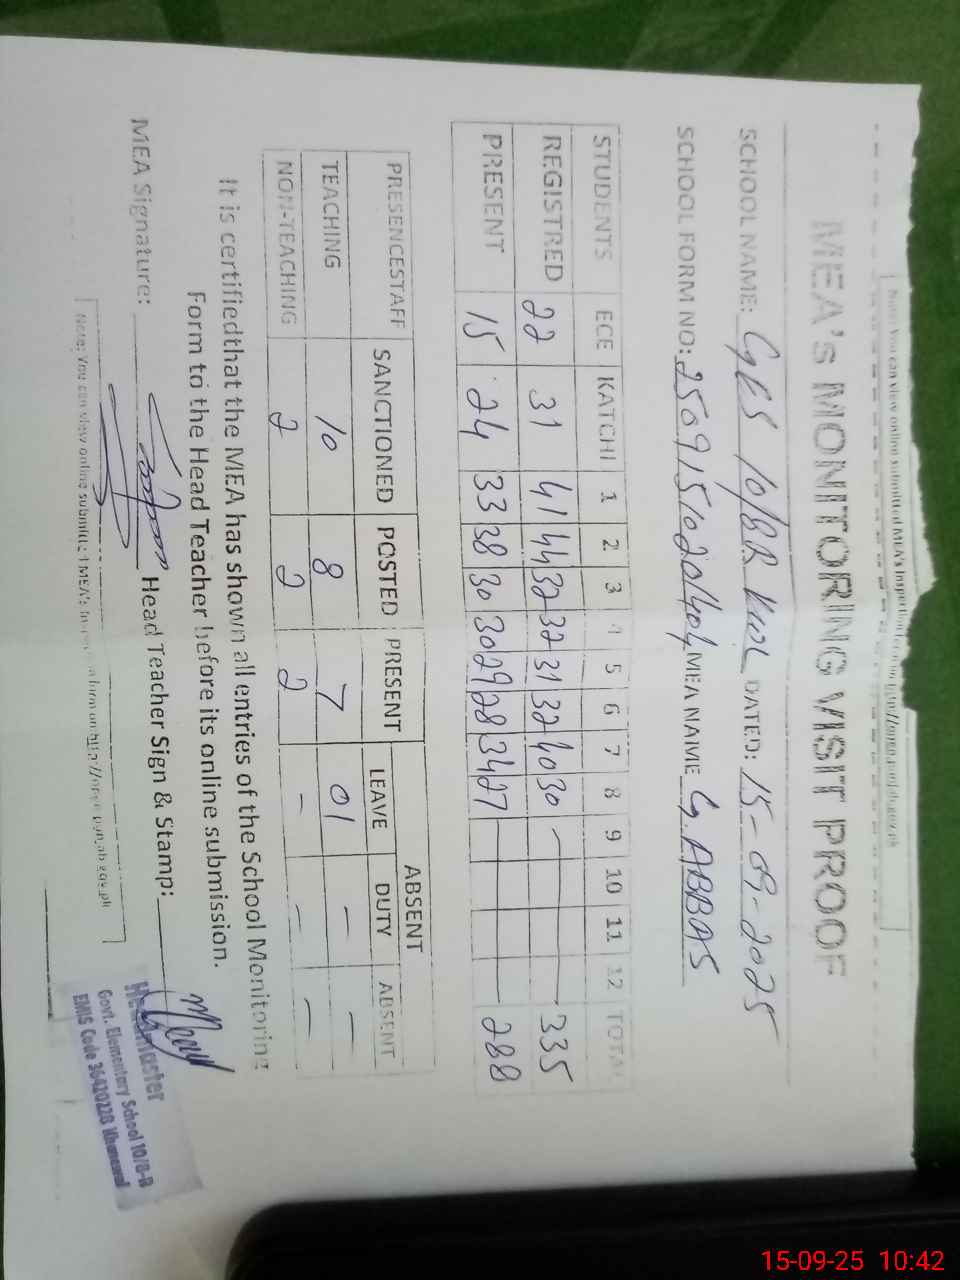 Note: You can view online submitted MEA's Inspection form on http://open.punjab.gov.pk
MEA's MONITORING VISIT PROOF
SCHOOL NAME: GES 10/8R KWL DATED: 15-09-2025
SCHOOL FORM NO: 25091510201404 MEA NAME G. ABBAS
STUDENTS ECE KATCHI 1 2 3 4 5 6 7 8 9 10 11 12 TOTAL
REGISTRED 22 31 41 44 32 32 31 32 40 30 — 335
PRESENT 15 24 33 38 30 30 29 28 34 27 — 288
PRESENCESTAFF SANCTIONED POSTED PRESENT ABSENT
LEAVE DUTY ABSENT
TEACHING 10 8 7 01 — —
NON-TEACHING 2 2 2 — — —
It is certifiedthat the MEA has shown all entries of the School Monitoring
Form to the Head Teacher before its online submission.
MEA Signature: Head Teacher Sign & Stamp:
Headmaster
Govt. Elementary School 10/8-R
EMIS Code 36420220 Khanewal
Note: You can view online submitted MEA's Inspection form on http://open.punjab.gov.pk
15-09-25 10:42